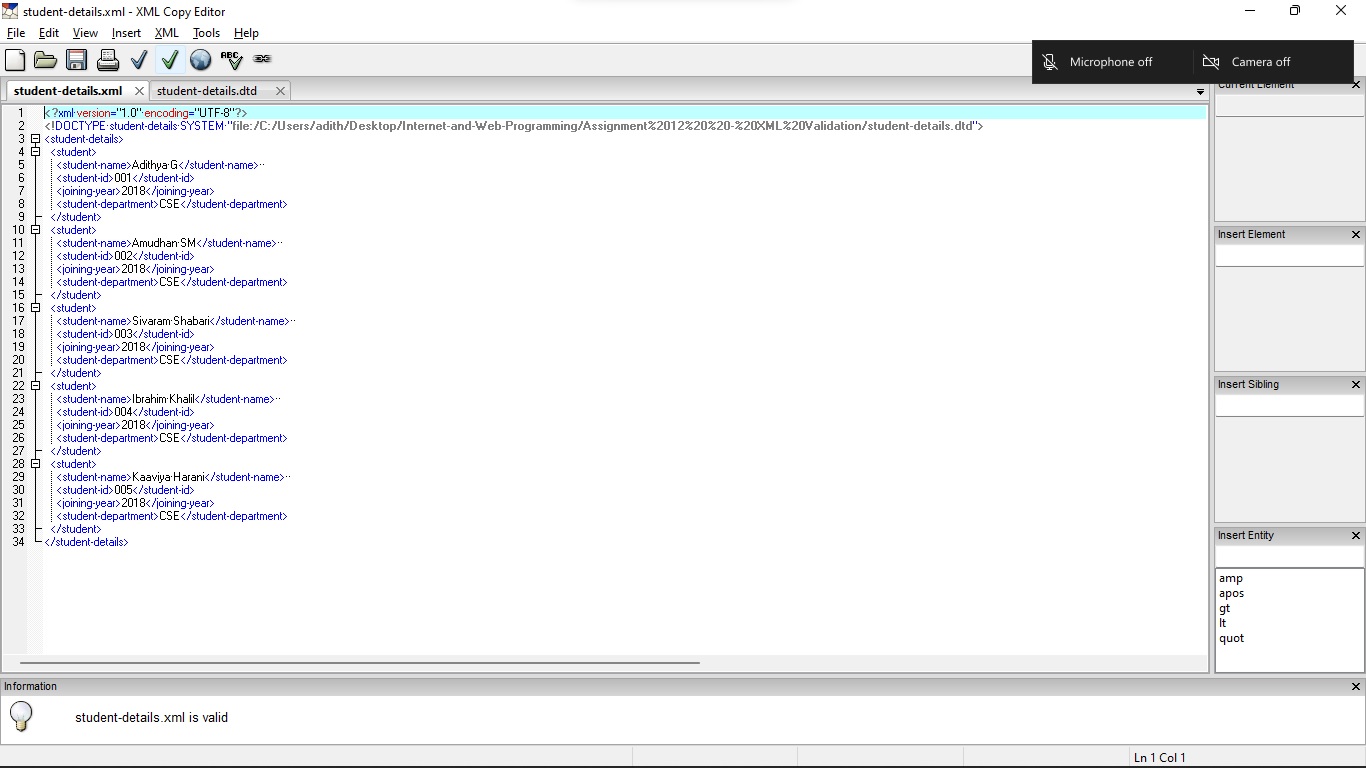 student-details.xml - XML Copy Editor
File Edit View Insert XML Tools Help
ABC
Microphone off Camera off
student-details.xml student-details.dtd
Current Element
1 <?xml·version="1.0"·encoding="UTF-8"?>
2 <!DOCTYPE·student-details·SYSTEM·"file:/C:/Users/adith/Desktop/Internet-and-Web-Programming/Assignment%2012%20%20-%20XML%20Validation/student-details.dtd">
3 <student-details>
4 <student>
5 <student-name>Adithya·G</student-name>··
6 <student-id>001</student-id>
7 <joining-year>2018</joining-year>
8 <student-department>CSE</student-department>
9 </student>
10 <student>
11 <student-name>Amudhan·SM</student-name>··
12 <student-id>002</student-id>
13 <joining-year>2018</joining-year>
14 <student-department>CSE</student-department>
15 </student>
16 <student>
17 <student-name>Sivaram·Shabari</student-name>··
18 <student-id>003</student-id>
19 <joining-year>2018</joining-year>
20 <student-department>CSE</student-department>
21 </student>
22 <student>
23 <student-name>Ibrahim·Khalil</student-name>··
24 <student-id>004</student-id>
25 <joining-year>2018</joining-year>
26 <student-department>CSE</student-department>
27 </student>
28 <student>
29 <student-name>Kaaviya·Harani</student-name>··
30 <student-id>005</student-id>
31 <joining-year>2018</joining-year>
32 <student-department>CSE</student-department>
33 </student>
34 </student-details>
Insert Element
Insert Sibling
Insert Entity
amp
apos
gt
lt
quot
Information
student-details.xml is valid
Ln 1 Col 1